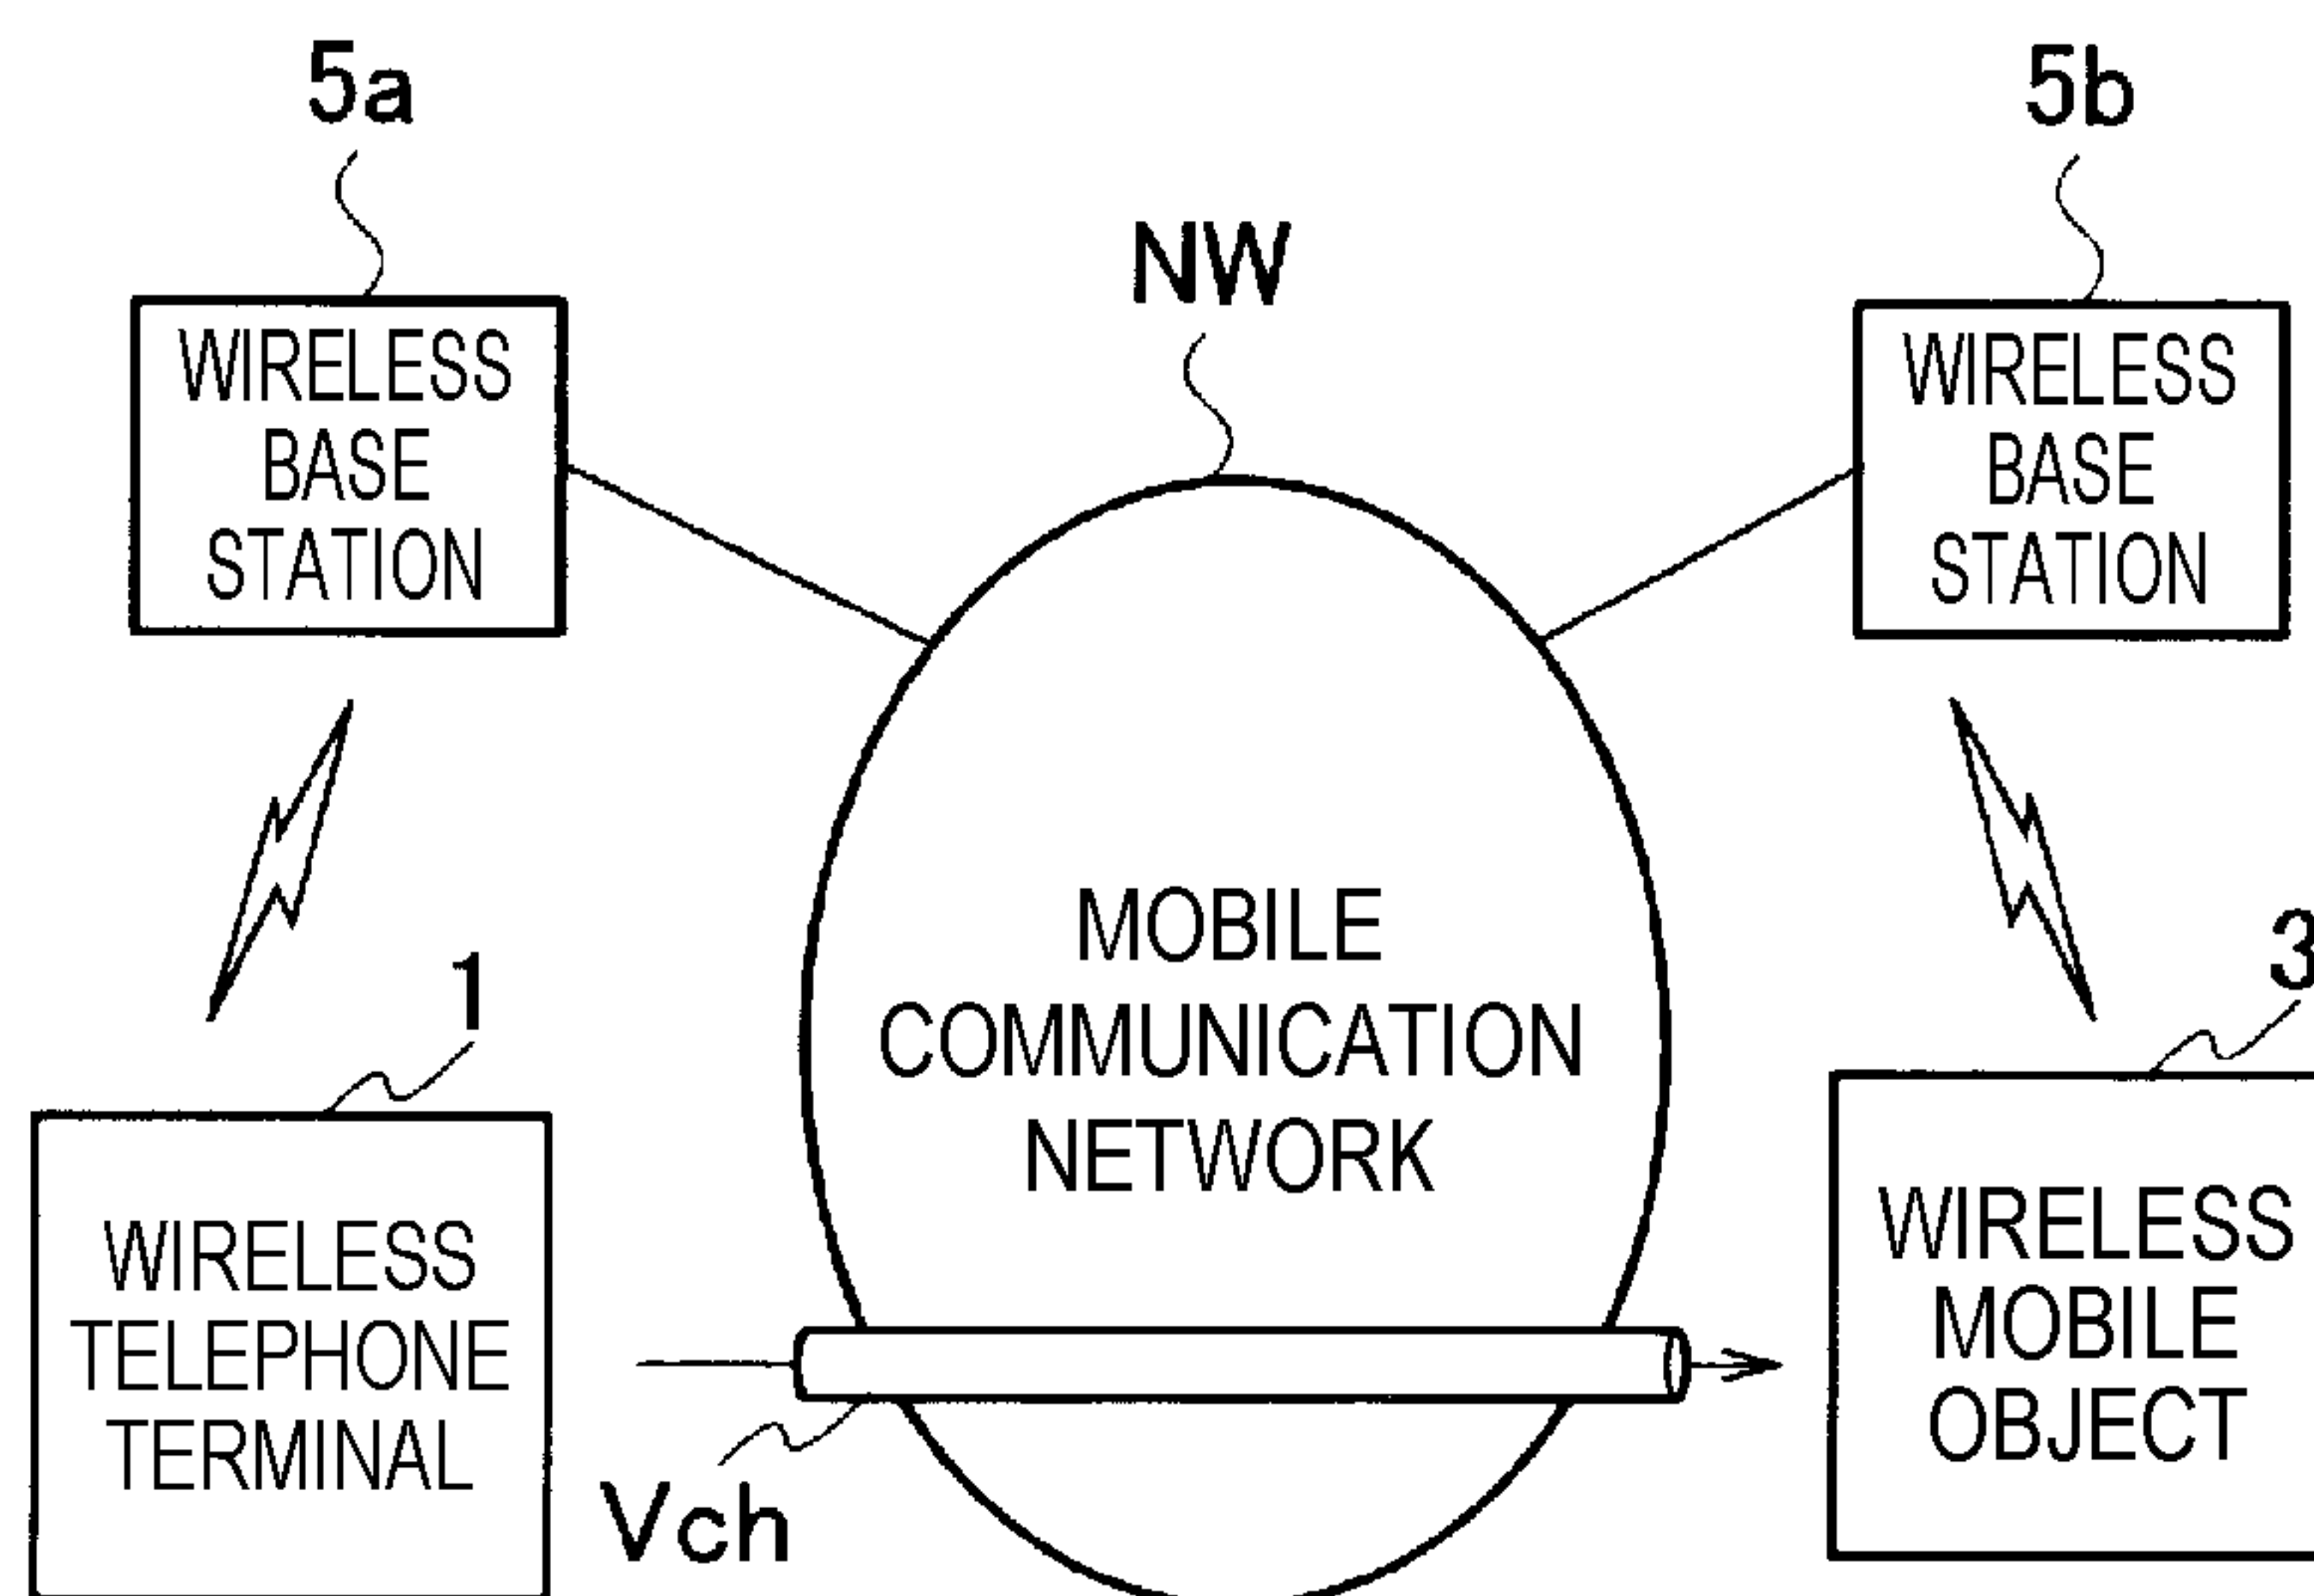 5a
5b
NW
WIRELESS
BASE
STATION
WIRELESS
BASE
STATION
MOBILE
COMMUNICATION
NETWORK
1
3
WIRELESS
TELEPHONE
TERMINAL
WIRELESS
MOBILE
OBJECT
Vch